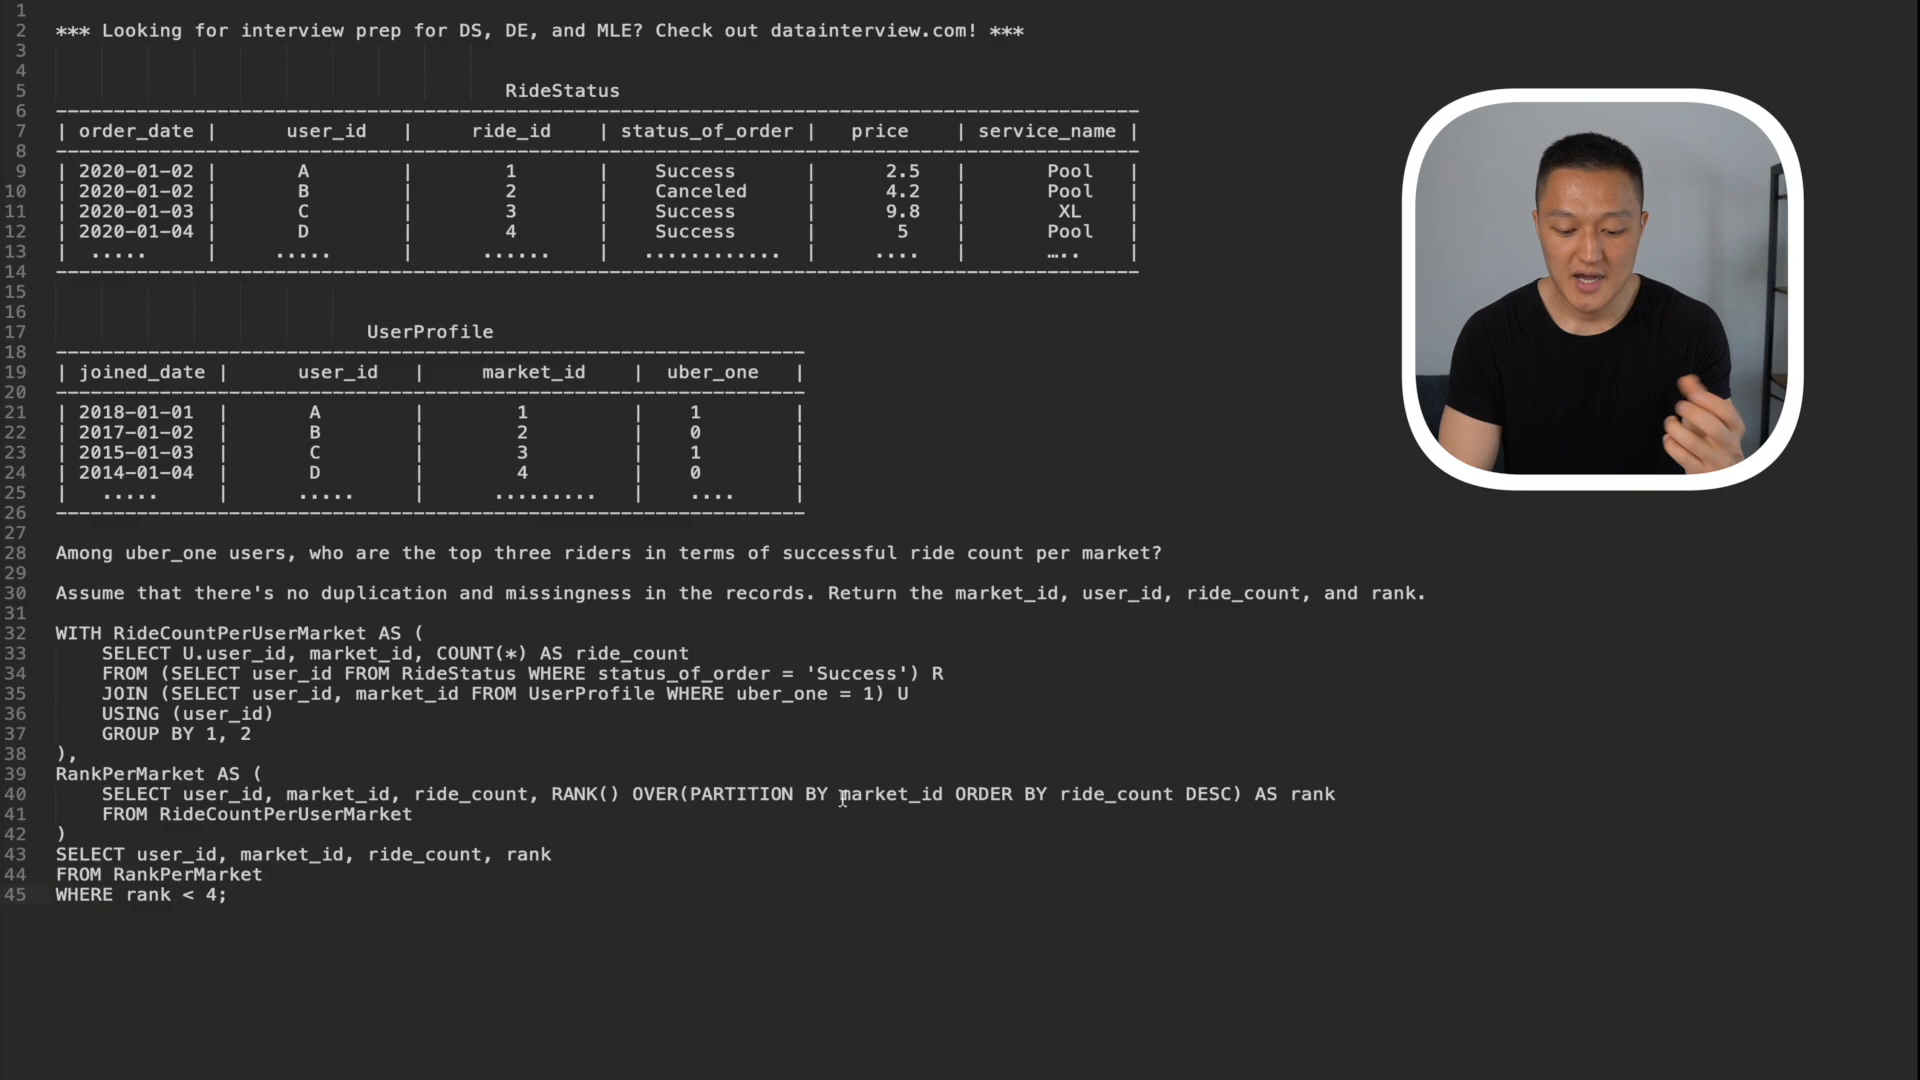 1
2 *** Looking for interview prep for DS, DE, and MLE? Check out datainterview.com! ***
3
4
5 RideStatus
6 ----------------------------------------------------------------------------------------------
7 | order_date | user_id | ride_id | status_of_order | price | service_name |
8 ----------------------------------------------------------------------------------------------
9 | 2020-01-02 | A | 1 | Success | 2.5 | Pool |
10 | 2020-01-02 | B | 2 | Canceled | 4.2 | Pool |
11 | 2020-01-03 | C | 3 | Success | 9.8 | XL |
12 | 2020-01-04 | D | 4 | Success | 5 | Pool |
13 | ..... | ..... | ...... | ............ | .... | ….. |
14 ----------------------------------------------------------------------------------------------
15
16
17 UserProfile
18 -----------------------------------------------------------------
19 | joined_date | user_id | market_id | uber_one |
20 -----------------------------------------------------------------
21 | 2018-01-01 | A | 1 | 1 |
22 | 2017-01-02 | B | 2 | 0 |
23 | 2015-01-03 | C | 3 | 1 |
24 | 2014-01-04 | D | 4 | 0 |
25 | ..... | ..... | ......... | .... |
26 -----------------------------------------------------------------
27
28 Among uber_one users, who are the top three riders in terms of successful ride count per market?
29
30 Assume that there's no duplication and missingness in the records. Return the market_id, user_id, ride_count, and rank.
31
32 WITH RideCountPerUserMarket AS (
33 SELECT U.user_id, market_id, COUNT(*) AS ride_count
34 FROM (SELECT user_id FROM RideStatus WHERE status_of_order = 'Success') R
35 JOIN (SELECT user_id, market_id FROM UserProfile WHERE uber_one = 1) U
36 USING (user_id)
37 GROUP BY 1, 2
38 ),
39 RankPerMarket AS (
40 SELECT user_id, market_id, ride_count, RANK() OVER(PARTITION BY market_id ORDER BY ride_count DESC) AS rank
41 FROM RideCountPerUserMarket
42 )
43 SELECT user_id, market_id, ride_count, rank
44 FROM RankPerMarket
45 WHERE rank < 4;